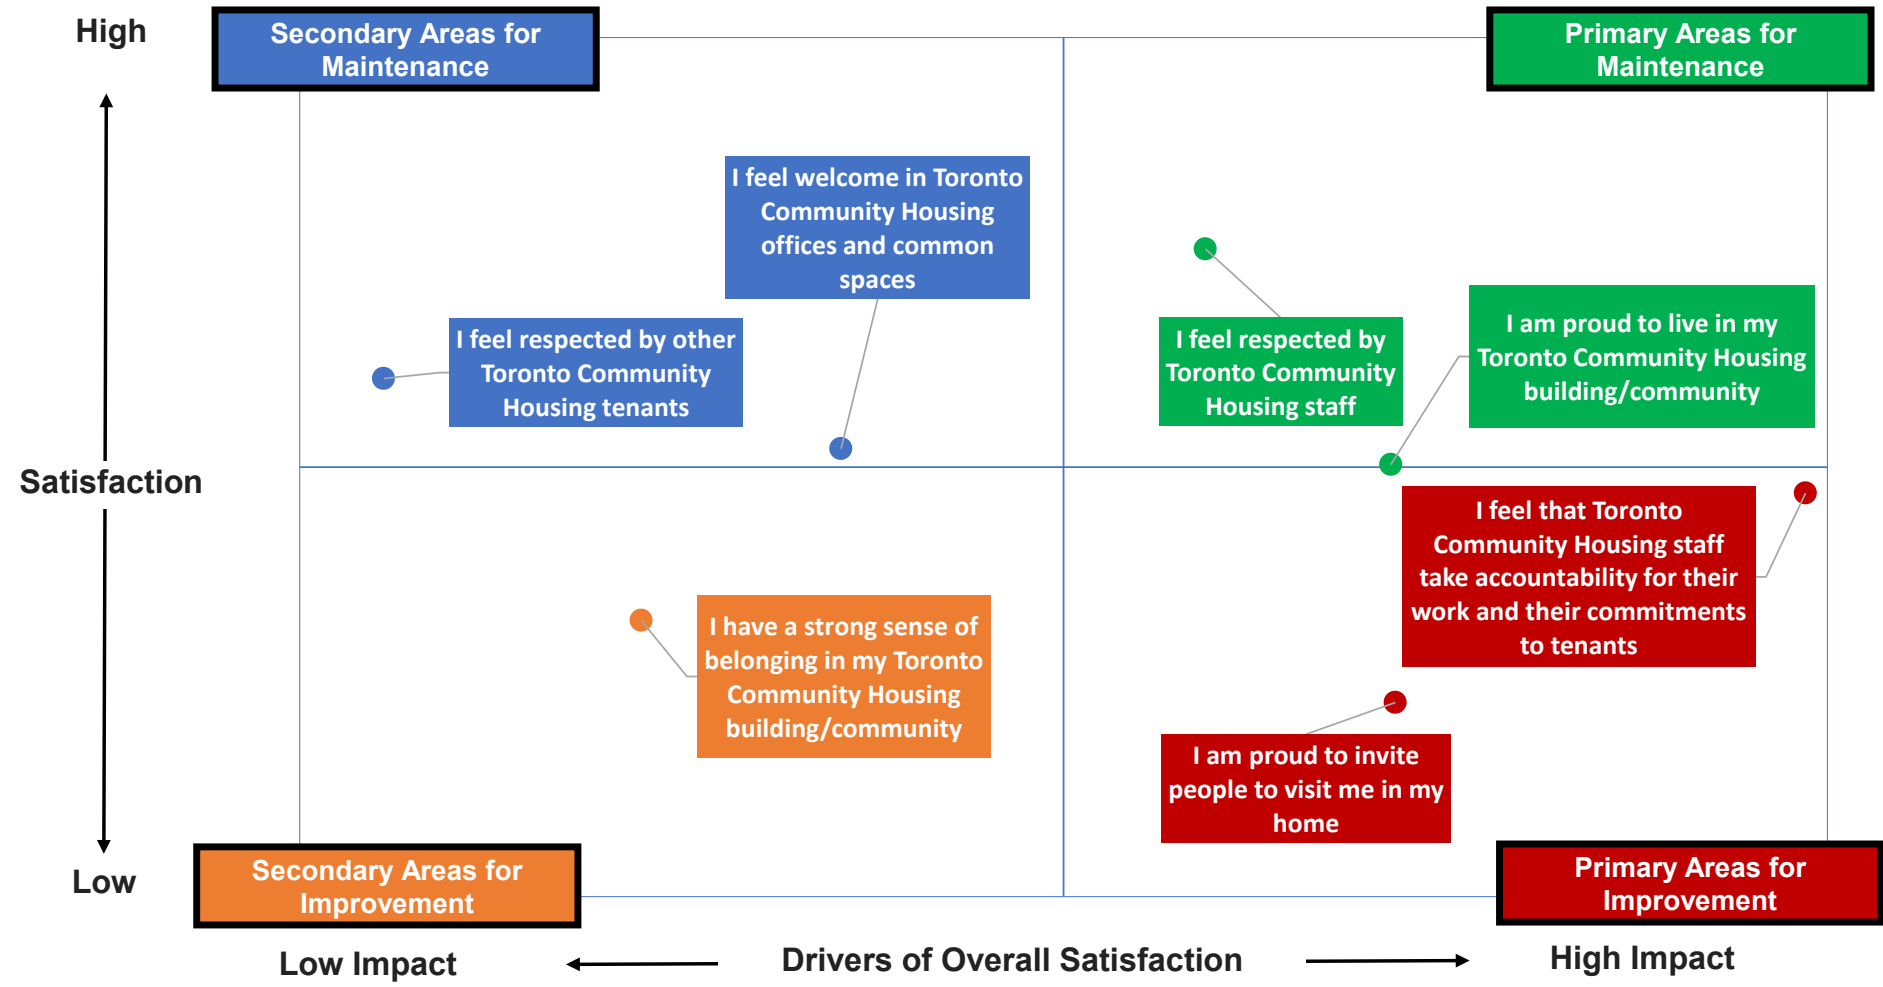 High
Secondary Areas for
Maintenance
Primary Areas for
Maintenance
I feel welcome in Toronto
Community Housing
offices and common
spaces
I feel respected by other
Toronto Community
Housing tenants
I feel respected by
Toronto Community
Housing staff
I am proud to live in my
Toronto Community Housing
building/community
Satisfaction
I feel that Toronto
Community Housing staff
take accountability for their
work and their commitments
to tenants
I have a strong sense of
belonging in my Toronto
Community Housing
building/community
I am proud to invite
people to visit me in my
home
Low
Secondary Areas for
Improvement
Primary Areas for
Improvement
Low Impact
Drivers of Overall Satisfaction
High Impact